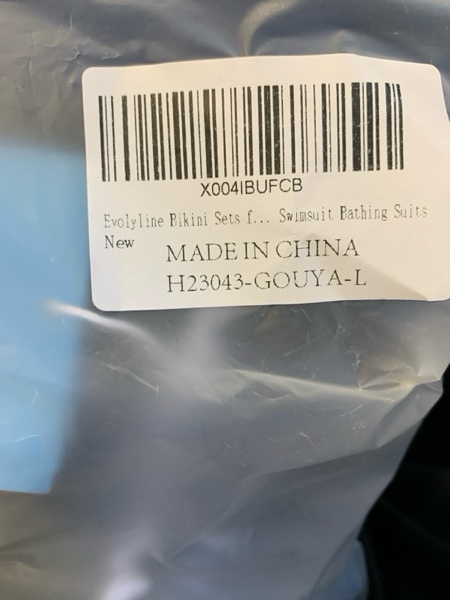 X004IBUFCB
Evolyline Bikini Sets f... Swimsuit Bathing Suits
New
MADE IN CHINA
H23043-GOUYA-L